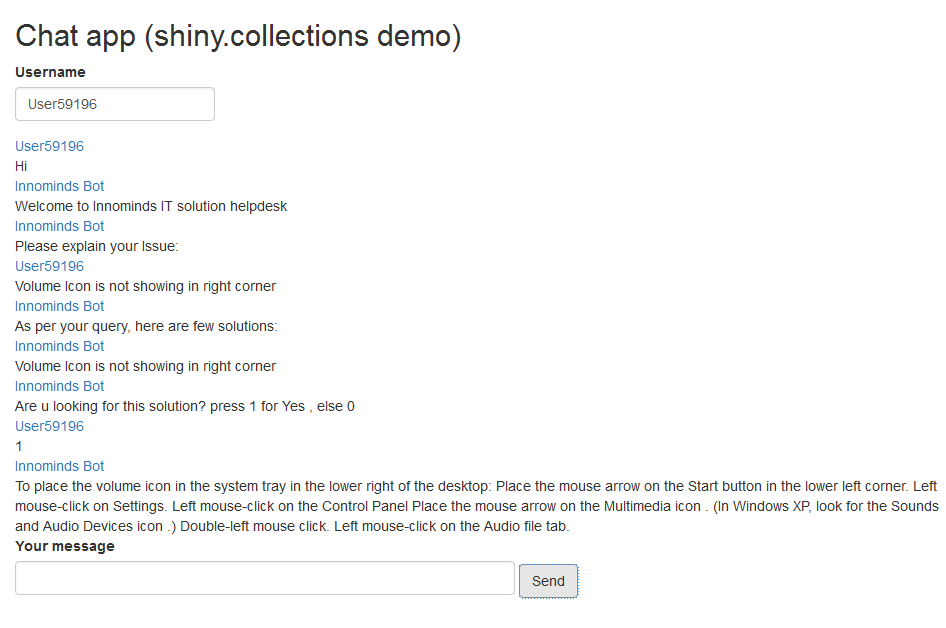 Chat app (shiny.collections demo)
Username
User59196
User59196
Hi
Innominds Bot
Welcome to Innominds IT solution helpdesk
Innominds Bot
Please explain your Issue:
User59196
Volume Icon is not showing in right corner
Innominds Bot
As per your query, here are few solutions:
Innominds Bot
Volume Icon is not showing in right corner
Innominds Bot
Are u looking for this solution? press 1 for Yes , else 0
User59196
1
Innominds Bot
To place the volume icon in the system tray in the lower right of the desktop: Place the mouse arrow on the Start button in the lower left corner. Left
mouse-click on Settings. Left mouse-click on the Control Panel Place the mouse arrow on the Multimedia icon . (In Windows XP, look for the Sounds
and Audio Devices icon .) Double-left mouse click. Left mouse-click on the Audio file tab.
Your message
Send